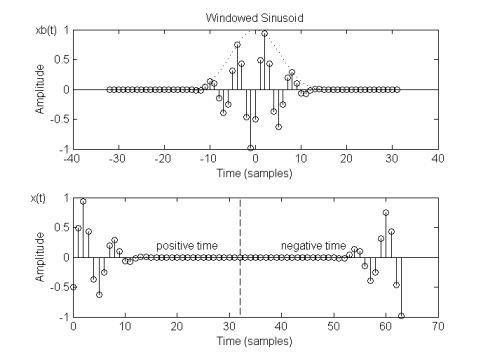 Windowed Sinusoid
xb(t)
Amplitude
1
0.5
0
-0.5
-1
-40 -30 -20 -10 0 10 20 30 40
Time (samples)
x(t)
Amplitude
1
0.5
0
-0.5
-1
positive time
negative time
0 10 20 30 40 50 60 70
Time (samples)